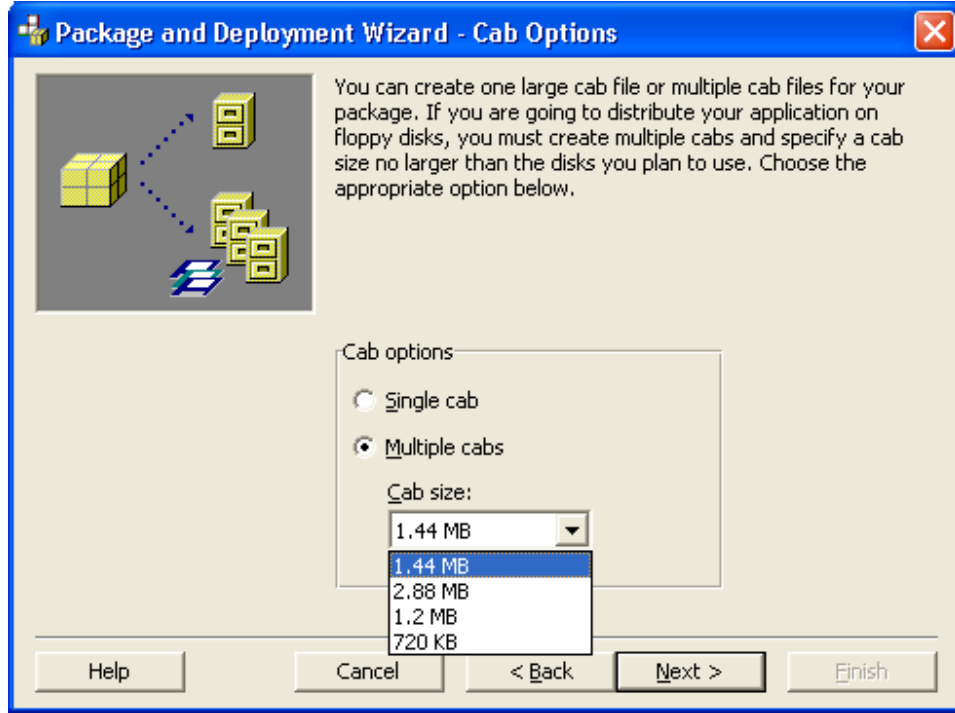 Package and Deployment Wizard - Cab Options
You can create one large cab file or multiple cab files for your
package. If you are going to distribute your application on
floppy disks, you must create multiple cabs and specify a cab
size no larger than the disks you plan to use. Choose the
appropriate option below.
Cab options
Single cab
Multiple cabs
Cab size:
1.44 MB
1.44 MB
2.88 MB
1.2 MB
720 KB
Help Cancel < Back Next > Finish